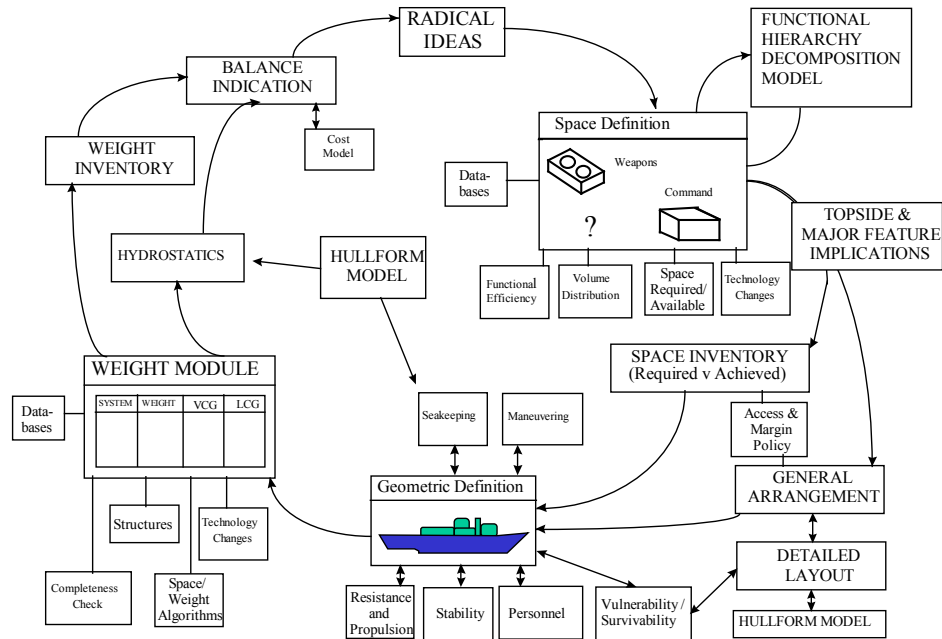 RADICAL
IDEAS
FUNCTIONAL
HIERARCHY
DECOMPOSITION
MODEL
BALANCE
INDICATION
Cost
Model
WEIGHT
INVENTORY
Space Definition
Weapons
Command
?
Data-
bases
TOPSIDE &
MAJOR FEATURE
IMPLICATIONS
HYDROSTATICS
HULLFORM
MODEL
Functional
Efficiency
Volume
Distribution
Space
Required/
Available
Technology
Changes
WEIGHT MODULE
SYSTEM
WEIGHT
VCG
LCG
Data-
bases
SPACE INVENTORY
(Required v Achieved)
Access &
Margin
Policy
Seakeeping
Maneuvering
Geometric Definition
GENERAL
ARRANGEMENT
Structures
Technology
Changes
Completeness
Check
Space/
Weight
Algorithms
DETAILED
LAYOUT
Resistance
and
Propulsion
Stability
Personnel
Vulnerability /
Survivability
HULLFORM MODEL